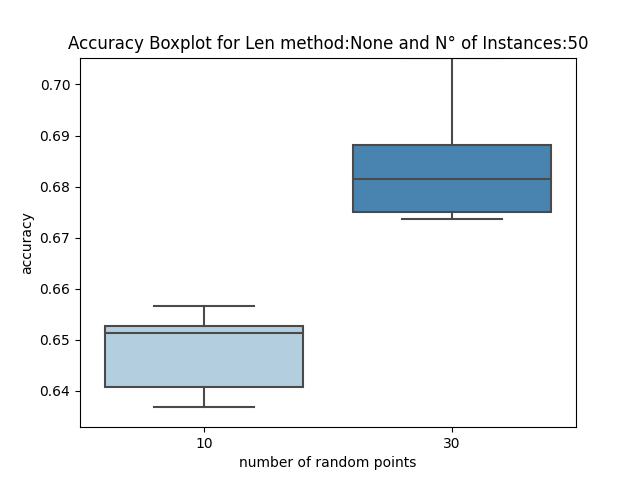 Accuracy Boxplot for Len method:None and N° of Instances:50
0.70
0.69
0.68
0.67
0.66
0.65
0.64
accuracy
10 30
number of random points